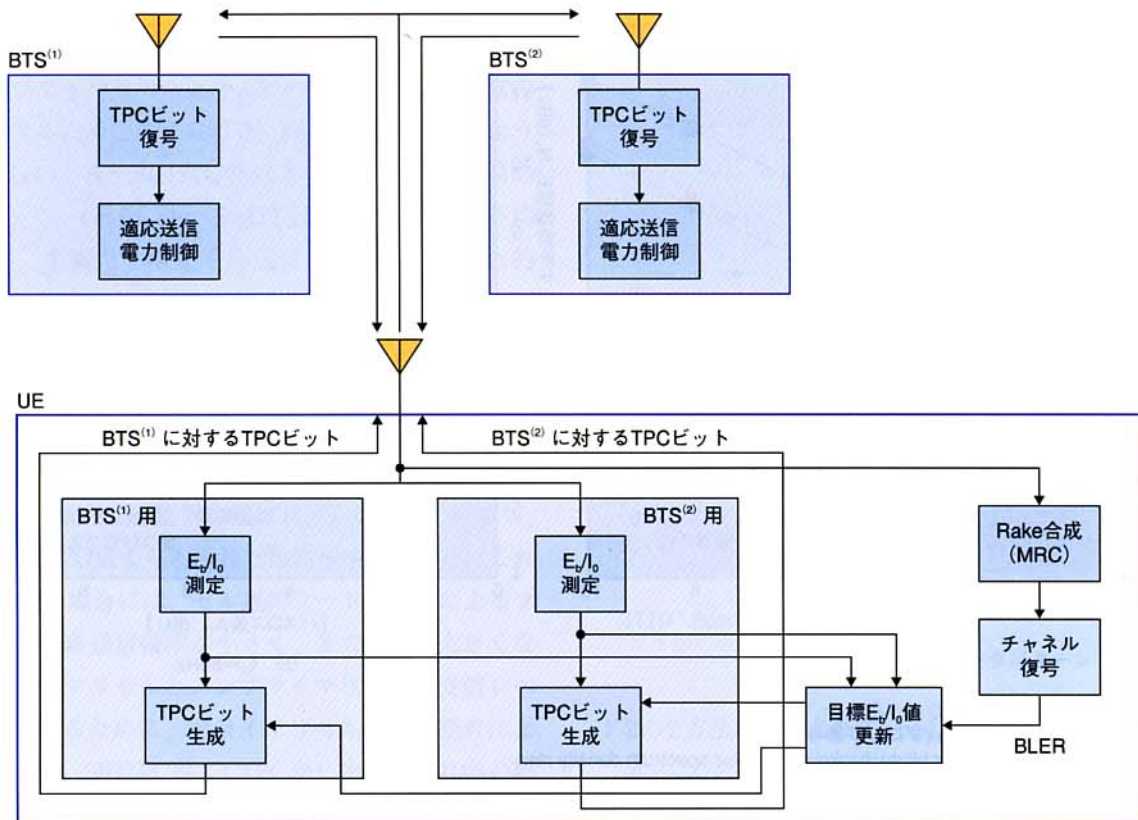 BTS⁽¹⁾
TPCビット
復号
適応送信
電力制御
BTS⁽²⁾
TPCビット
復号
適応送信
電力制御
UE
BTS⁽¹⁾ に対するTPCビット
BTS⁽²⁾ に対するTPCビット
BTS⁽¹⁾ 用
E_b/I₀
測定
TPCビット
生成
BTS⁽²⁾ 用
E_b/I₀
測定
TPCビット
生成
Rake合成
(MRC)
チャネル
復号
BLER
目標E_b/I₀値
更新